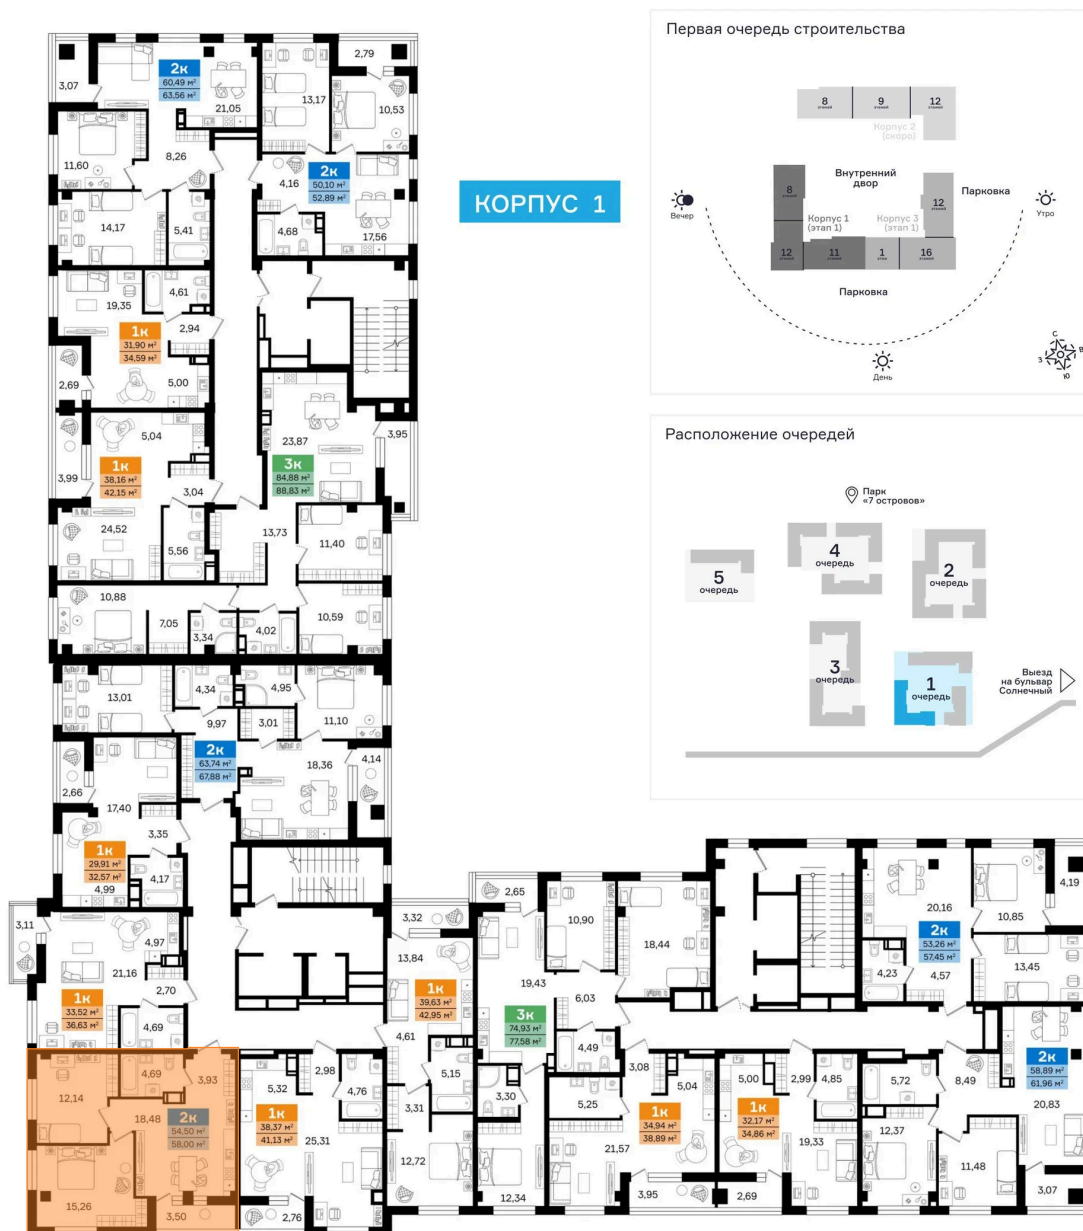 Первая очередь строительства
8
этажей
9
этажей
12
этажей
Корпус 2
(скоро)
Внутренний
двор
8
этажей
12
этажей
Парковка
Вечер
Утро
Корпус 1
(этап 1)
Корпус 3
(этап 1)
12
этажей
11
этажей
1
этаж
16
этажей
Парковка
День
С
В
Ю
З
КОРПУС 1
Расположение очередей
Парк
«7 островов»
5
очередь
4
очередь
2
очередь
3
очередь
1
очередь
Выезд
на бульвар
Солнечный
3,07
2к
60,49 м²
63,56 м²
21,05
13,17
2,79
10,53
11,60
8,26
4,16
2к
50,10 м²
52,89 м²
14,17
5,41
4,68
17,56
19,35
4,61
1к
31,90 м²
34,59 м²
2,94
2,69
5,00
5,04
3,99
1к
38,16 м²
42,15 м²
3,04
23,87
3,95
3к
84,88 м²
88,83 м²
24,52
5,56
13,73
11,40
10,88
7,05
3,34
4,02
10,59
13,01
4,34
4,95
11,10
9,97
3,01
2к
63,74 м²
67,88 м²
18,36
4,14
2,66
17,40
3,35
1к
29,91 м²
32,57 м²
4,99
4,17
3,11
4,97
21,16
2,70
1к
33,52 м²
36,63 м²
4,69
3,32
13,84
1к
39,63 м²
42,95 м²
4,61
5,15
3,31
12,72
2,65
10,90
18,44
19,43
6,03
3к
74,93 м²
77,58 м²
4,49
3,30
12,34
20,16
10,85
4,19
2к
53,26 м²
57,45 м²
4,23
4,57
13,45
12,14
4,69
3,93
18,48
2к
54,50 м²
58,00 м²
15,26
3,50
5,32
2,98
4,76
1к
38,37 м²
41,13 м²
25,31
2,76
3,08
5,04
5,25
1к
34,94 м²
38,89 м²
21,57
3,95
5,00
2,99
4,85
1к
32,17 м²
34,86 м²
19,33
2,69
5,72
8,49
2к
58,89 м²
61,96 м²
20,83
12,37
11,48
3,07